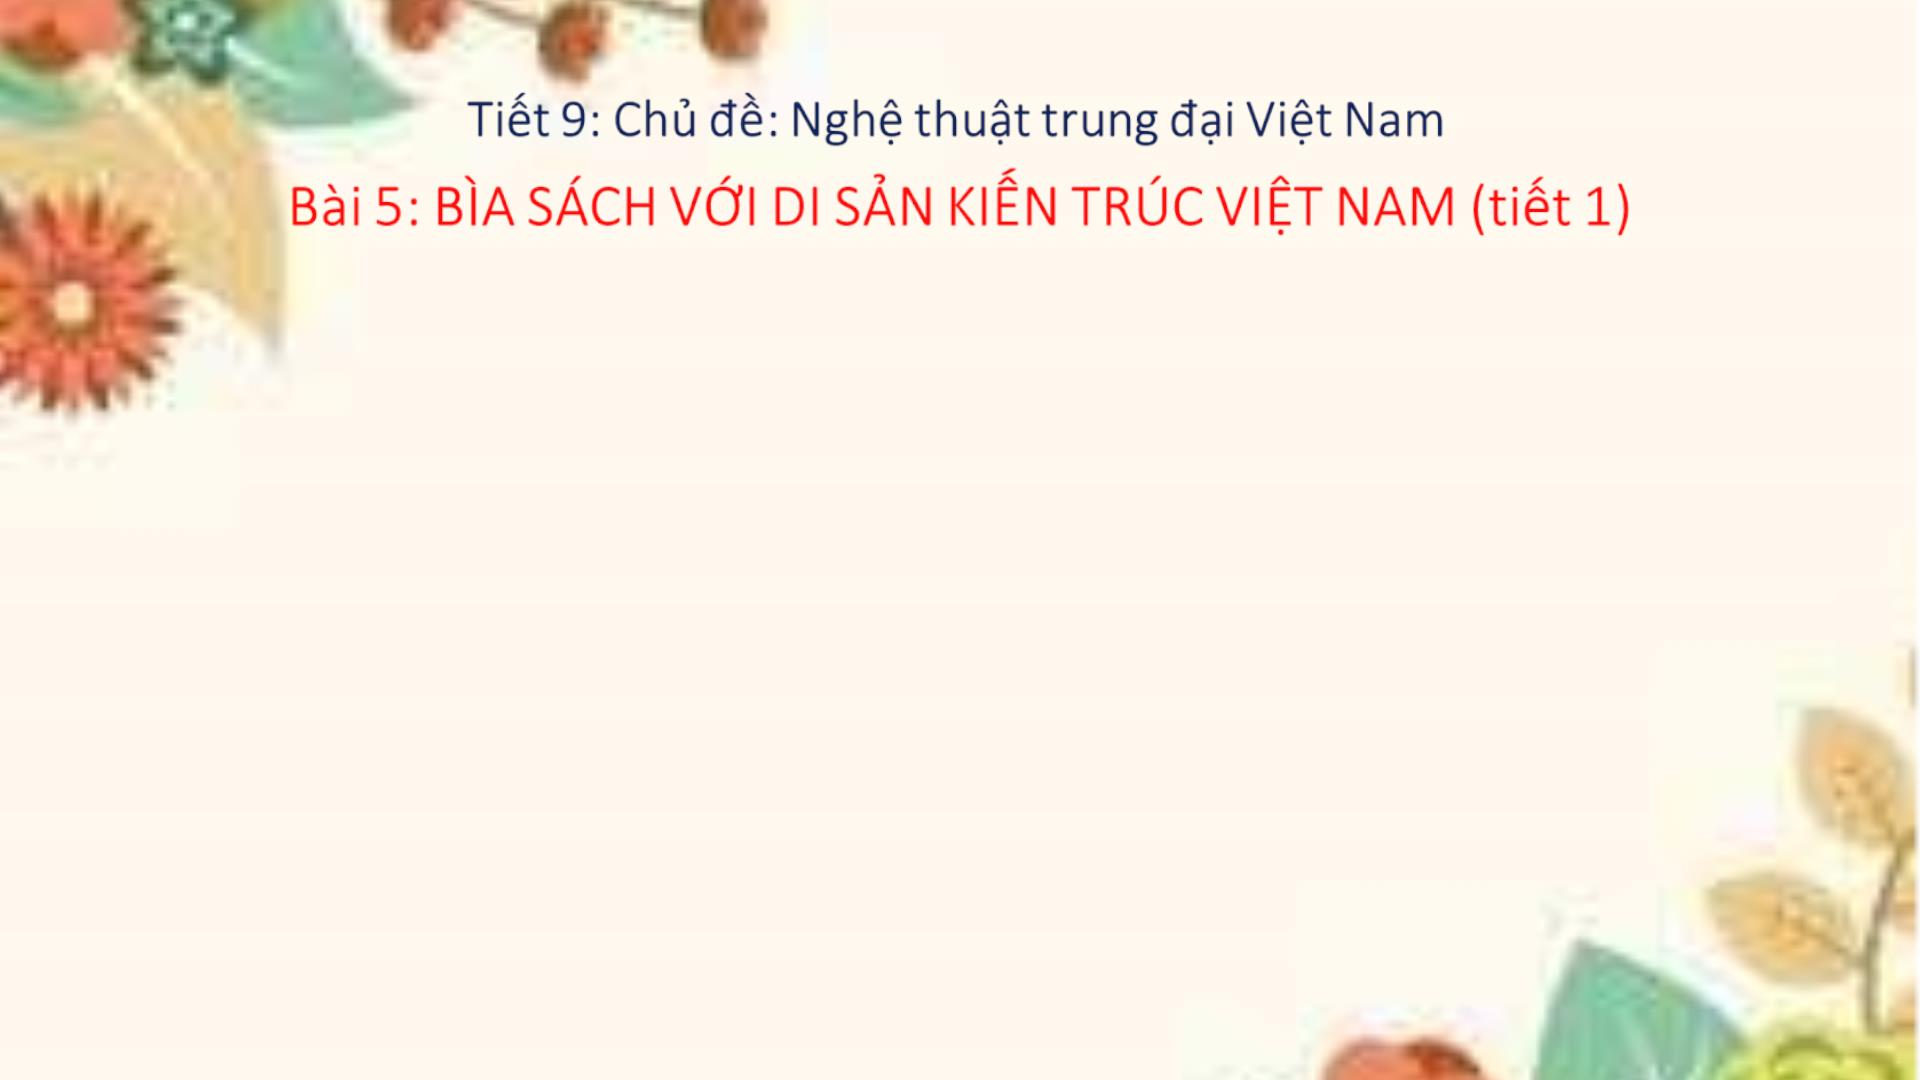 Tiết 9: Chủ đề: Nghệ thuật trung đại Việt Nam
Bài 5: BÌA SÁCH VỚI DI SẢN KIẾN TRÚC VIỆT NAM (tiết 1)